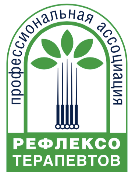 профессиональная ассоциация
РЕФЛЕКСО
ТЕРАПЕВТОВ